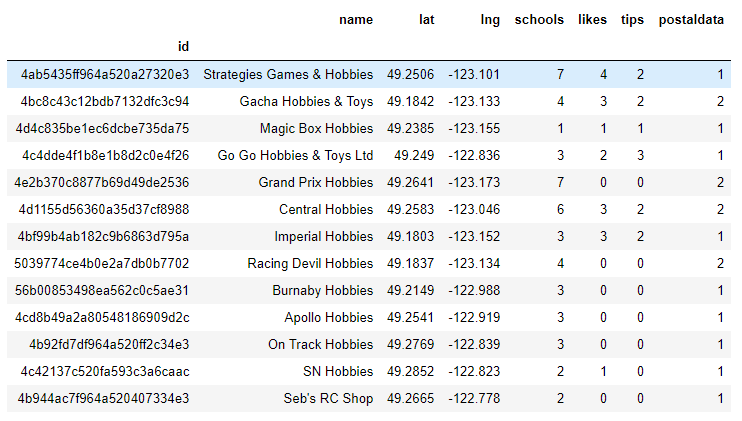 name lat lng schools likes tips postaldata
id
4ab5435ff964a520a27320e3 Strategies Games & Hobbies 49.2506 -123.101 7 4 2 1
4bc8c43c12bdb7132dfc3c94 Gacha Hobbies & Toys 49.1842 -123.133 4 3 2 2
4d4c835be1ec6dcbe735da75 Magic Box Hobbies 49.2385 -123.155 1 1 1 1
4c4dde4f1b8e1b8d2c0e4f26 Go Go Hobbies & Toys Ltd 49.249 -122.836 3 2 3 1
4e2b370c8877b69d49de2536 Grand Prix Hobbies 49.2641 -123.173 7 0 0 2
4d1155d56360a35d37cf8988 Central Hobbies 49.2583 -123.046 6 3 2 2
4bf99b4ab182c9b6863d795a Imperial Hobbies 49.1803 -123.152 3 3 2 1
5039774ce4b0e2a7db0b7702 Racing Devil Hobbies 49.1837 -123.134 4 0 0 2
56b00853498ea562c0c5ae31 Burnaby Hobbies 49.2149 -122.988 3 0 0 1
4cd8b49a2a80548186909d2c Apollo Hobbies 49.2541 -122.919 3 0 0 1
4b92fd7df964a520ff2c34e3 On Track Hobbies 49.2769 -122.839 3 0 0 1
4c42137c520fa593c3a6caac SN Hobbies 49.2852 -122.823 2 1 0 1
4b944ac7f964a520407334e3 Seb's RC Shop 49.2665 -122.778 2 0 0 1